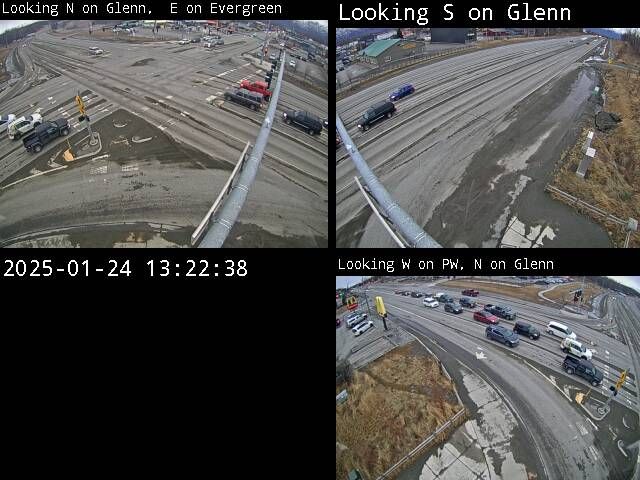 Looking N on Glenn,  E on Evergreen
Looking S on Glenn
2025-01-24 13:22:38
Looking W on PW, N on Glenn